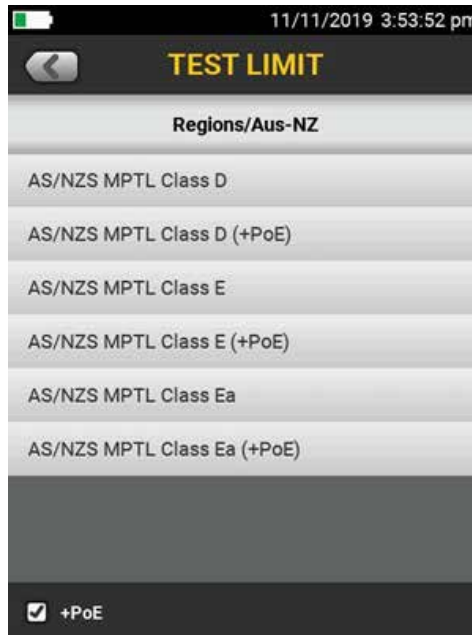 11/11/2019 3:53:52 pm
TEST LIMIT
Regions/Aus-NZ
AS/NZS MPTL Class D
AS/NZS MPTL Class D (+PoE)
AS/NZS MPTL Class E
AS/NZS MPTL Class E (+PoE)
AS/NZS MPTL Class Ea
AS/NZS MPTL Class Ea (+PoE)
+PoE